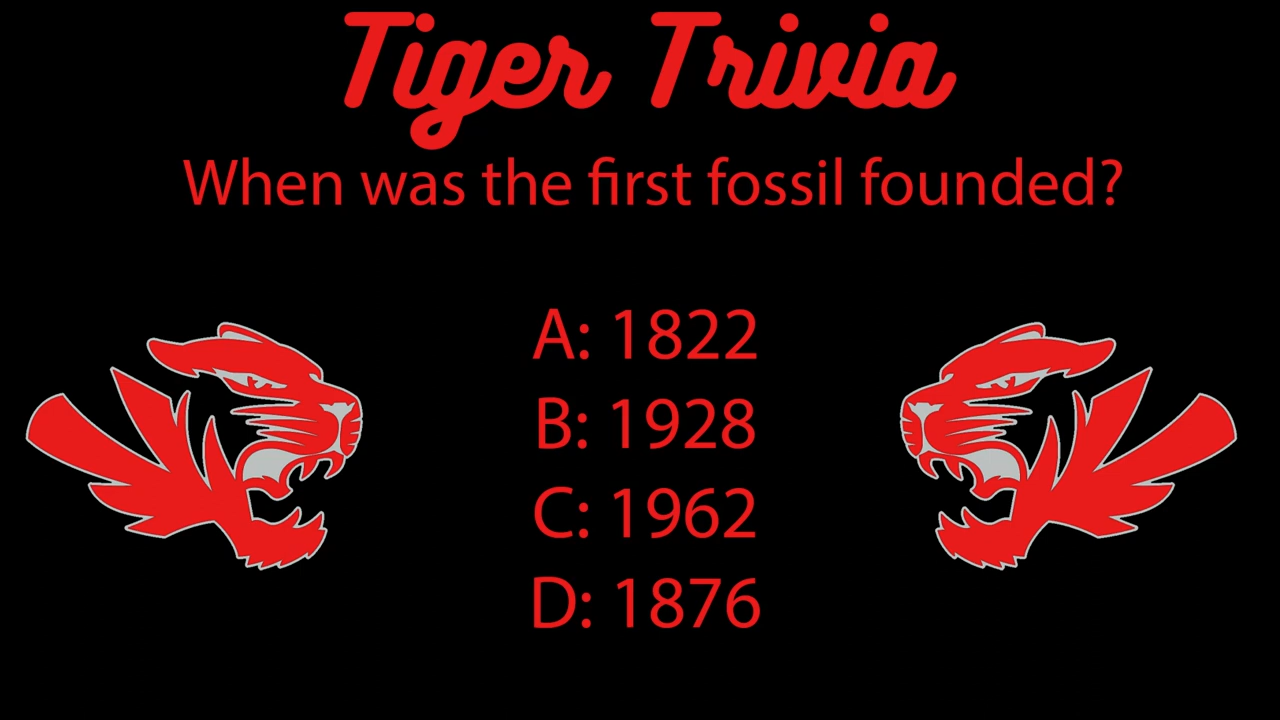 Tiger Trivia
When was the first fossil founded?
A: 1822
B: 1928
C: 1962
D: 1876